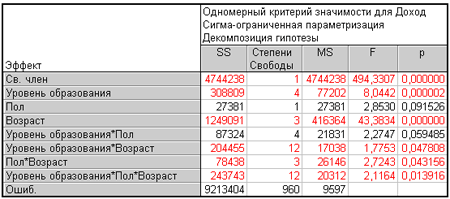 Одномерный критерий значимости для Доход
Сигма-ограниченная параметризация
Декомпозиция гипотезы
Эффект SS Степени Свободы MS F p
Св. член 4744238 1 4744238 494,3307 0,000000
Уровень образования 308809 4 77202 8,0442 0,000002
Пол 27381 1 27381 2,8530 0,091526
Возраст 1249091 3 416364 43,3834 0,000000
Уровень образования*Пол 87324 4 21831 2,2747 0,059485
Уровень образования*Возраст 204455 12 17038 1,7753 0,047808
Пол*Возраст 78438 3 26146 2,7243 0,043156
Уровень образования*Пол*Возраст 243743 12 20312 2,1164 0,013916
Ошиб. 9213404 960 9597